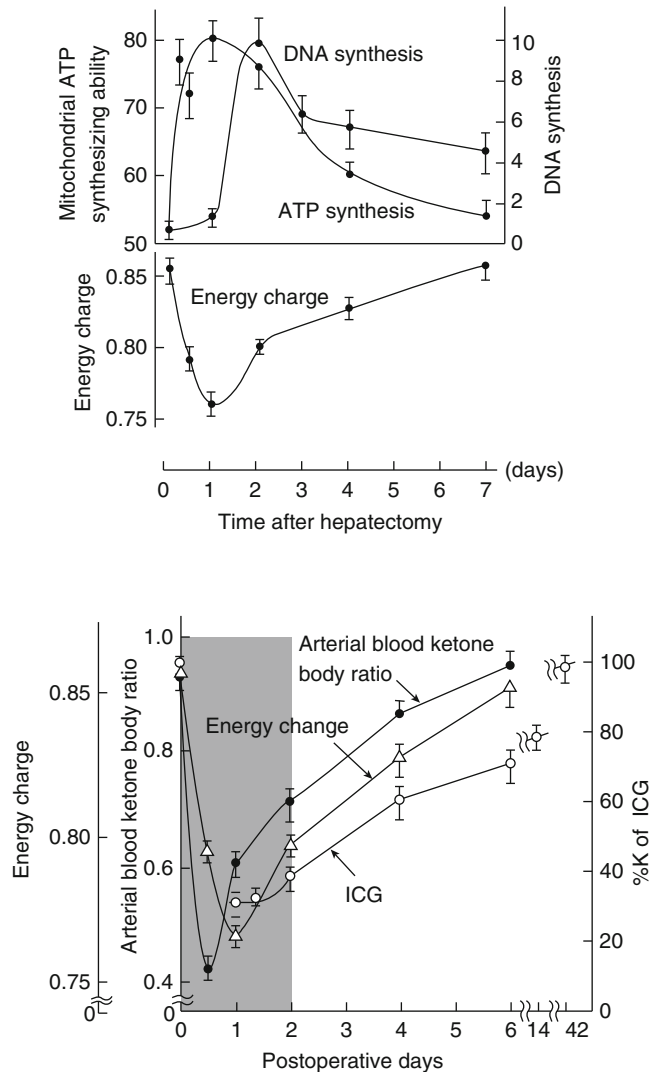 Mitochondrial ATP
synthesizing ability
80
70
60
50
DNA synthesis
ATP synthesis
10
8
6
4
2
0
DNA synthesis
Energy charge
0.85
0.80
0.75
Energy charge
0 1 2 3 4 5 6 7 (days)
Time after hepatectomy
Energy charge
0.85
0.80
0.75
0
Arterial blood ketone body ratio
1.0
0.8
0.6
0.4
0
Arterial blood ketone
body ratio
Energy change
ICG
100
80
60
40
20
0
%K of ICG
0 1 2 3 4 5 6 14 42
Postoperative days